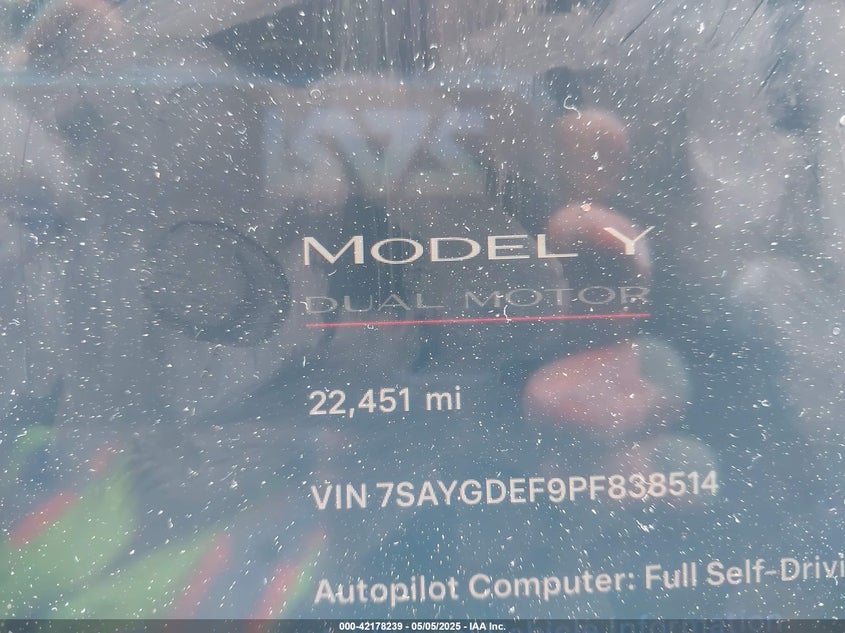 MODEL Y
DUAL MOTOR
22,451 mi
VIN 7SAYGDEF9PF838514
Autopilot Computer: Full Self-Drivi
000-42178239 - 05/05/2025 - IAA Inc.